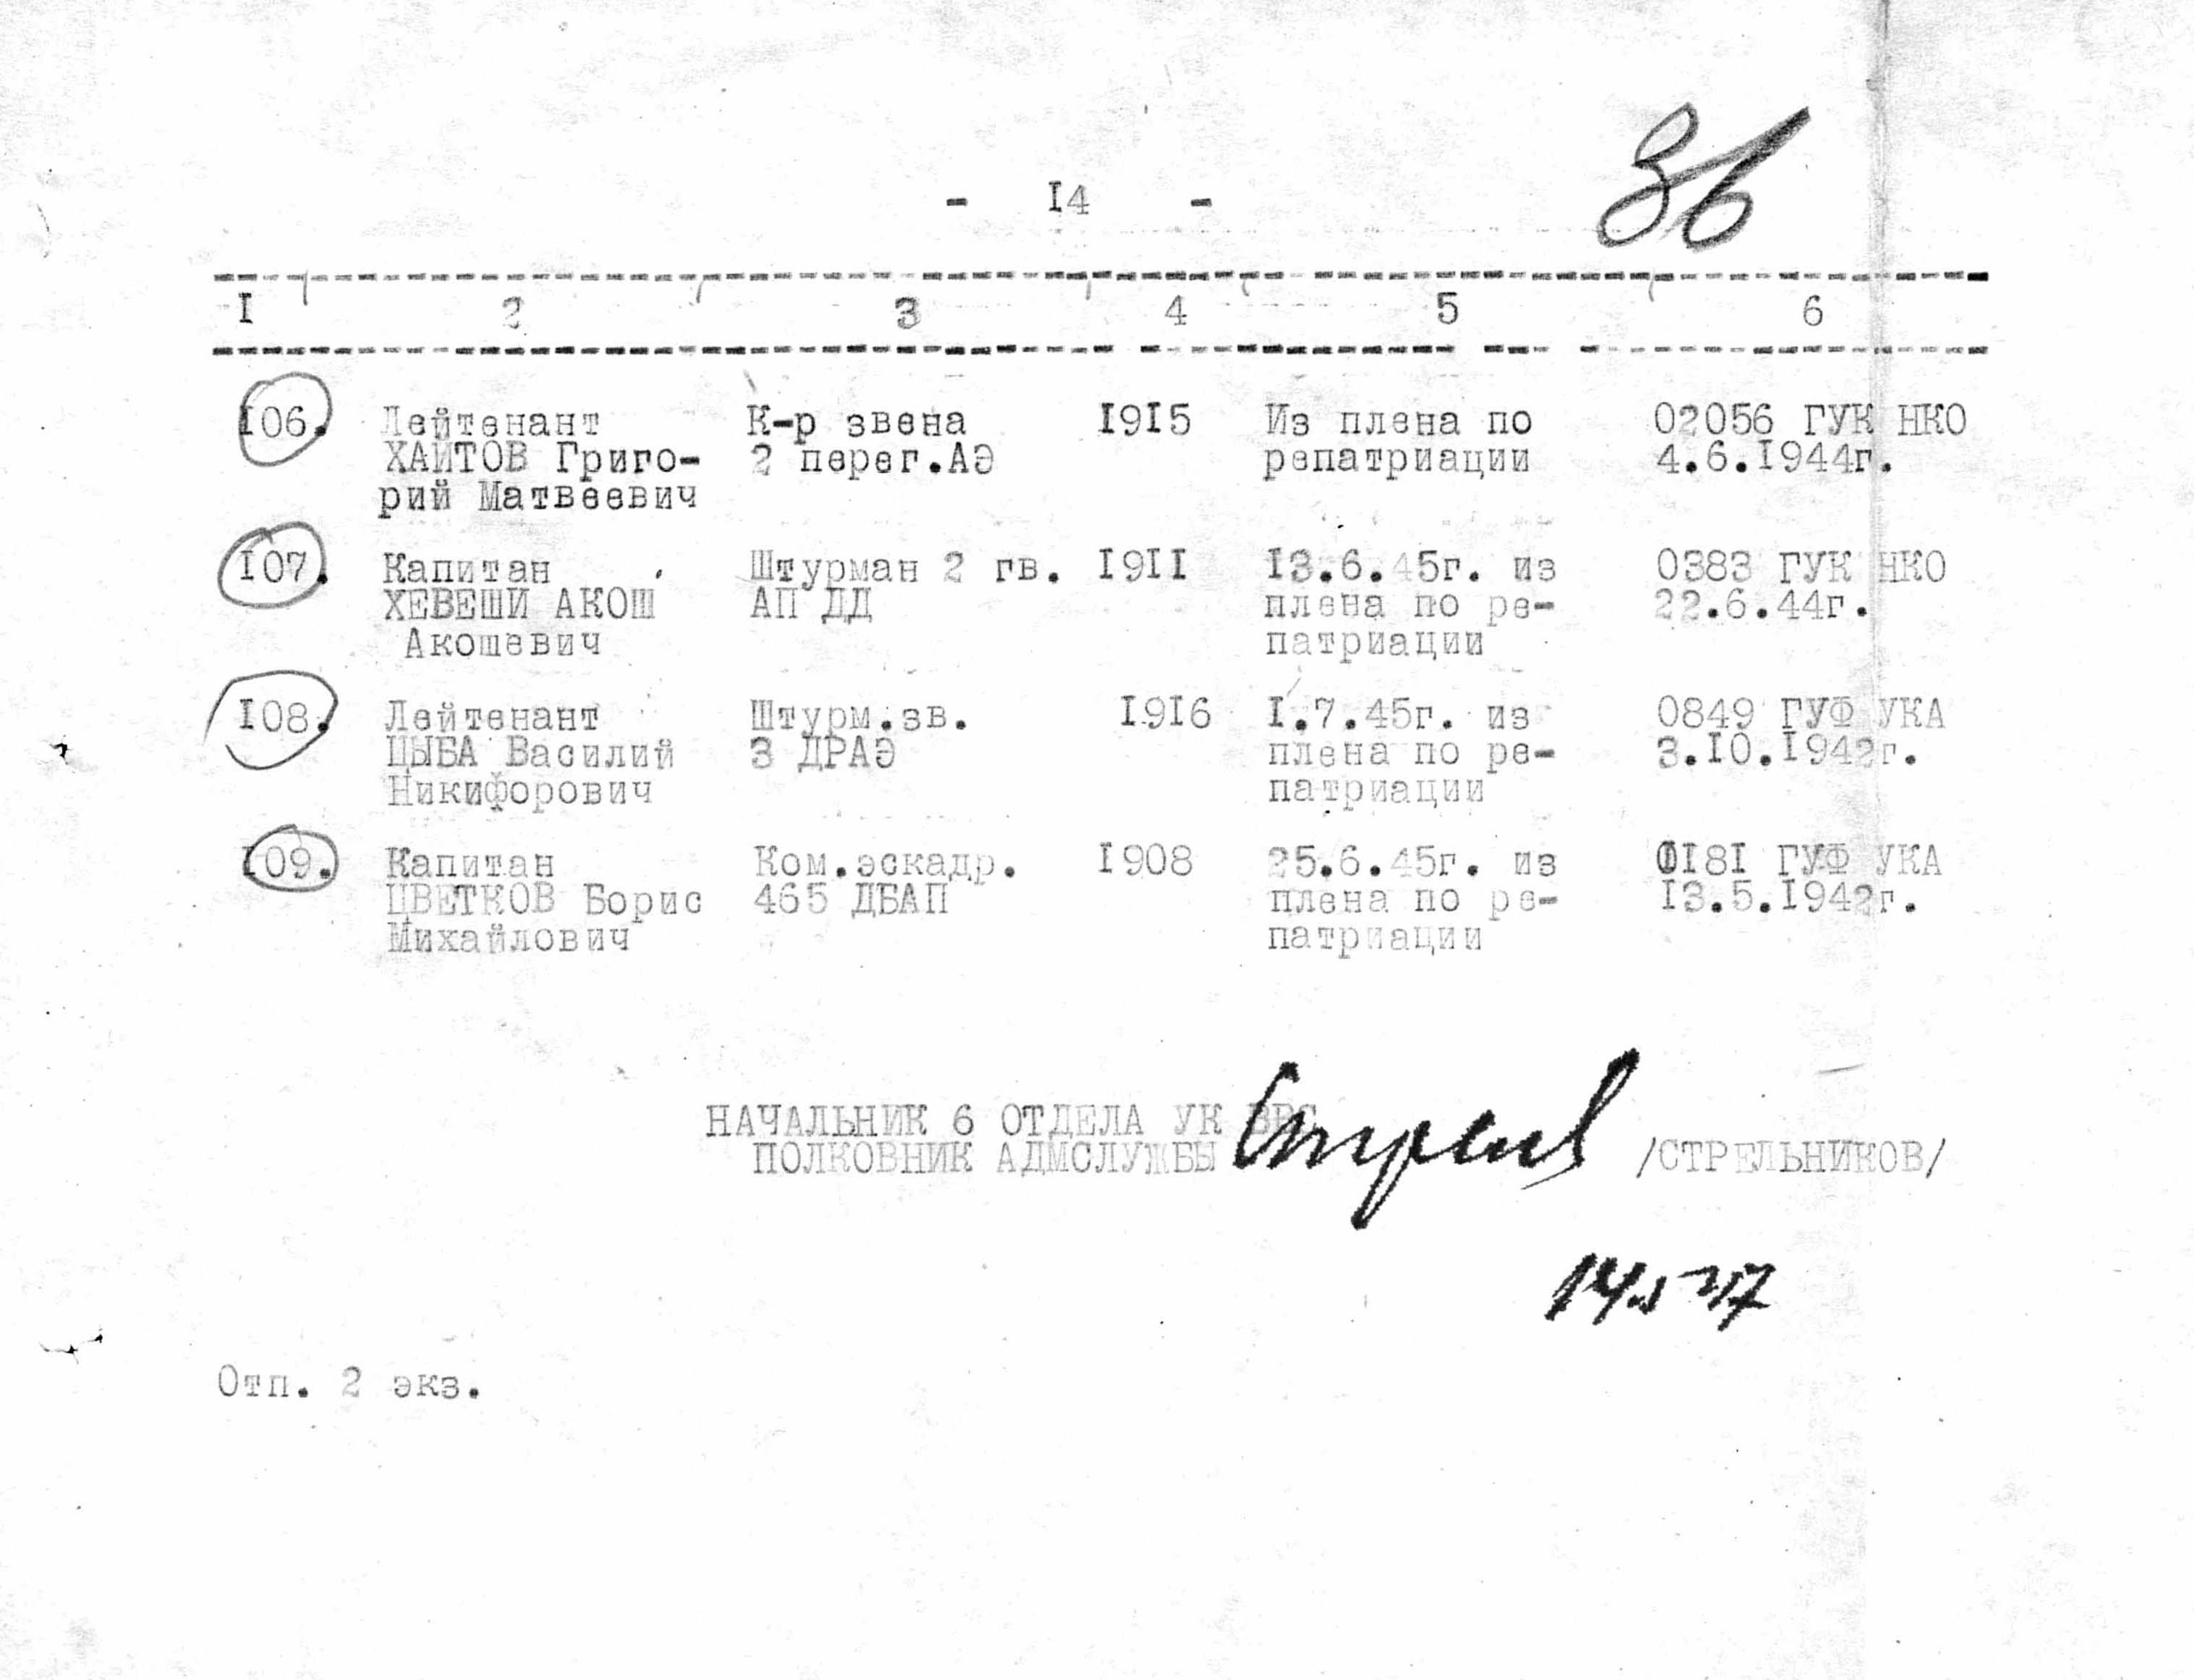 - I4 -
36
I 2 3 4 5 6
I06. Лейтенант К-р звена I9I5 Из плена по 02056 ГУК НКО
ХАИТОВ Григо- 2 перег.АЭ репатриации 4.6.I944г.
рий Матвеевич
I07. Капитан Штурман 2 гв. I9II I3.6.45г. из 0383 ГУК НКО
ХЕВЕШИ АКОШ АП ДД плена по ре- 22.6.44г.
Акошевич патриации
I08. Лейтенант Штурм.зв. I9I6 I.7.45г. из 0849 ГУФ УКА
ЦЫБА Василий 3 ДРАЭ плена по ре- 3.I0.I942г.
Никифорович патриации
I09. Капитан Ком.эскадр. I908 25.6.45г. из 0I8I ГУФ УКА
ЦВЕТКОВ Борис 465 ДБАП плена по ре- I3.5.I942г.
Михайлович патриации
НАЧАЛЬНИК 6 ОТДЕЛА УК ВВС
ПОЛКОВНИК АДМСЛУЖБЫ /СТРЕЛЬНИКОВ/
Отп. 2 экз.